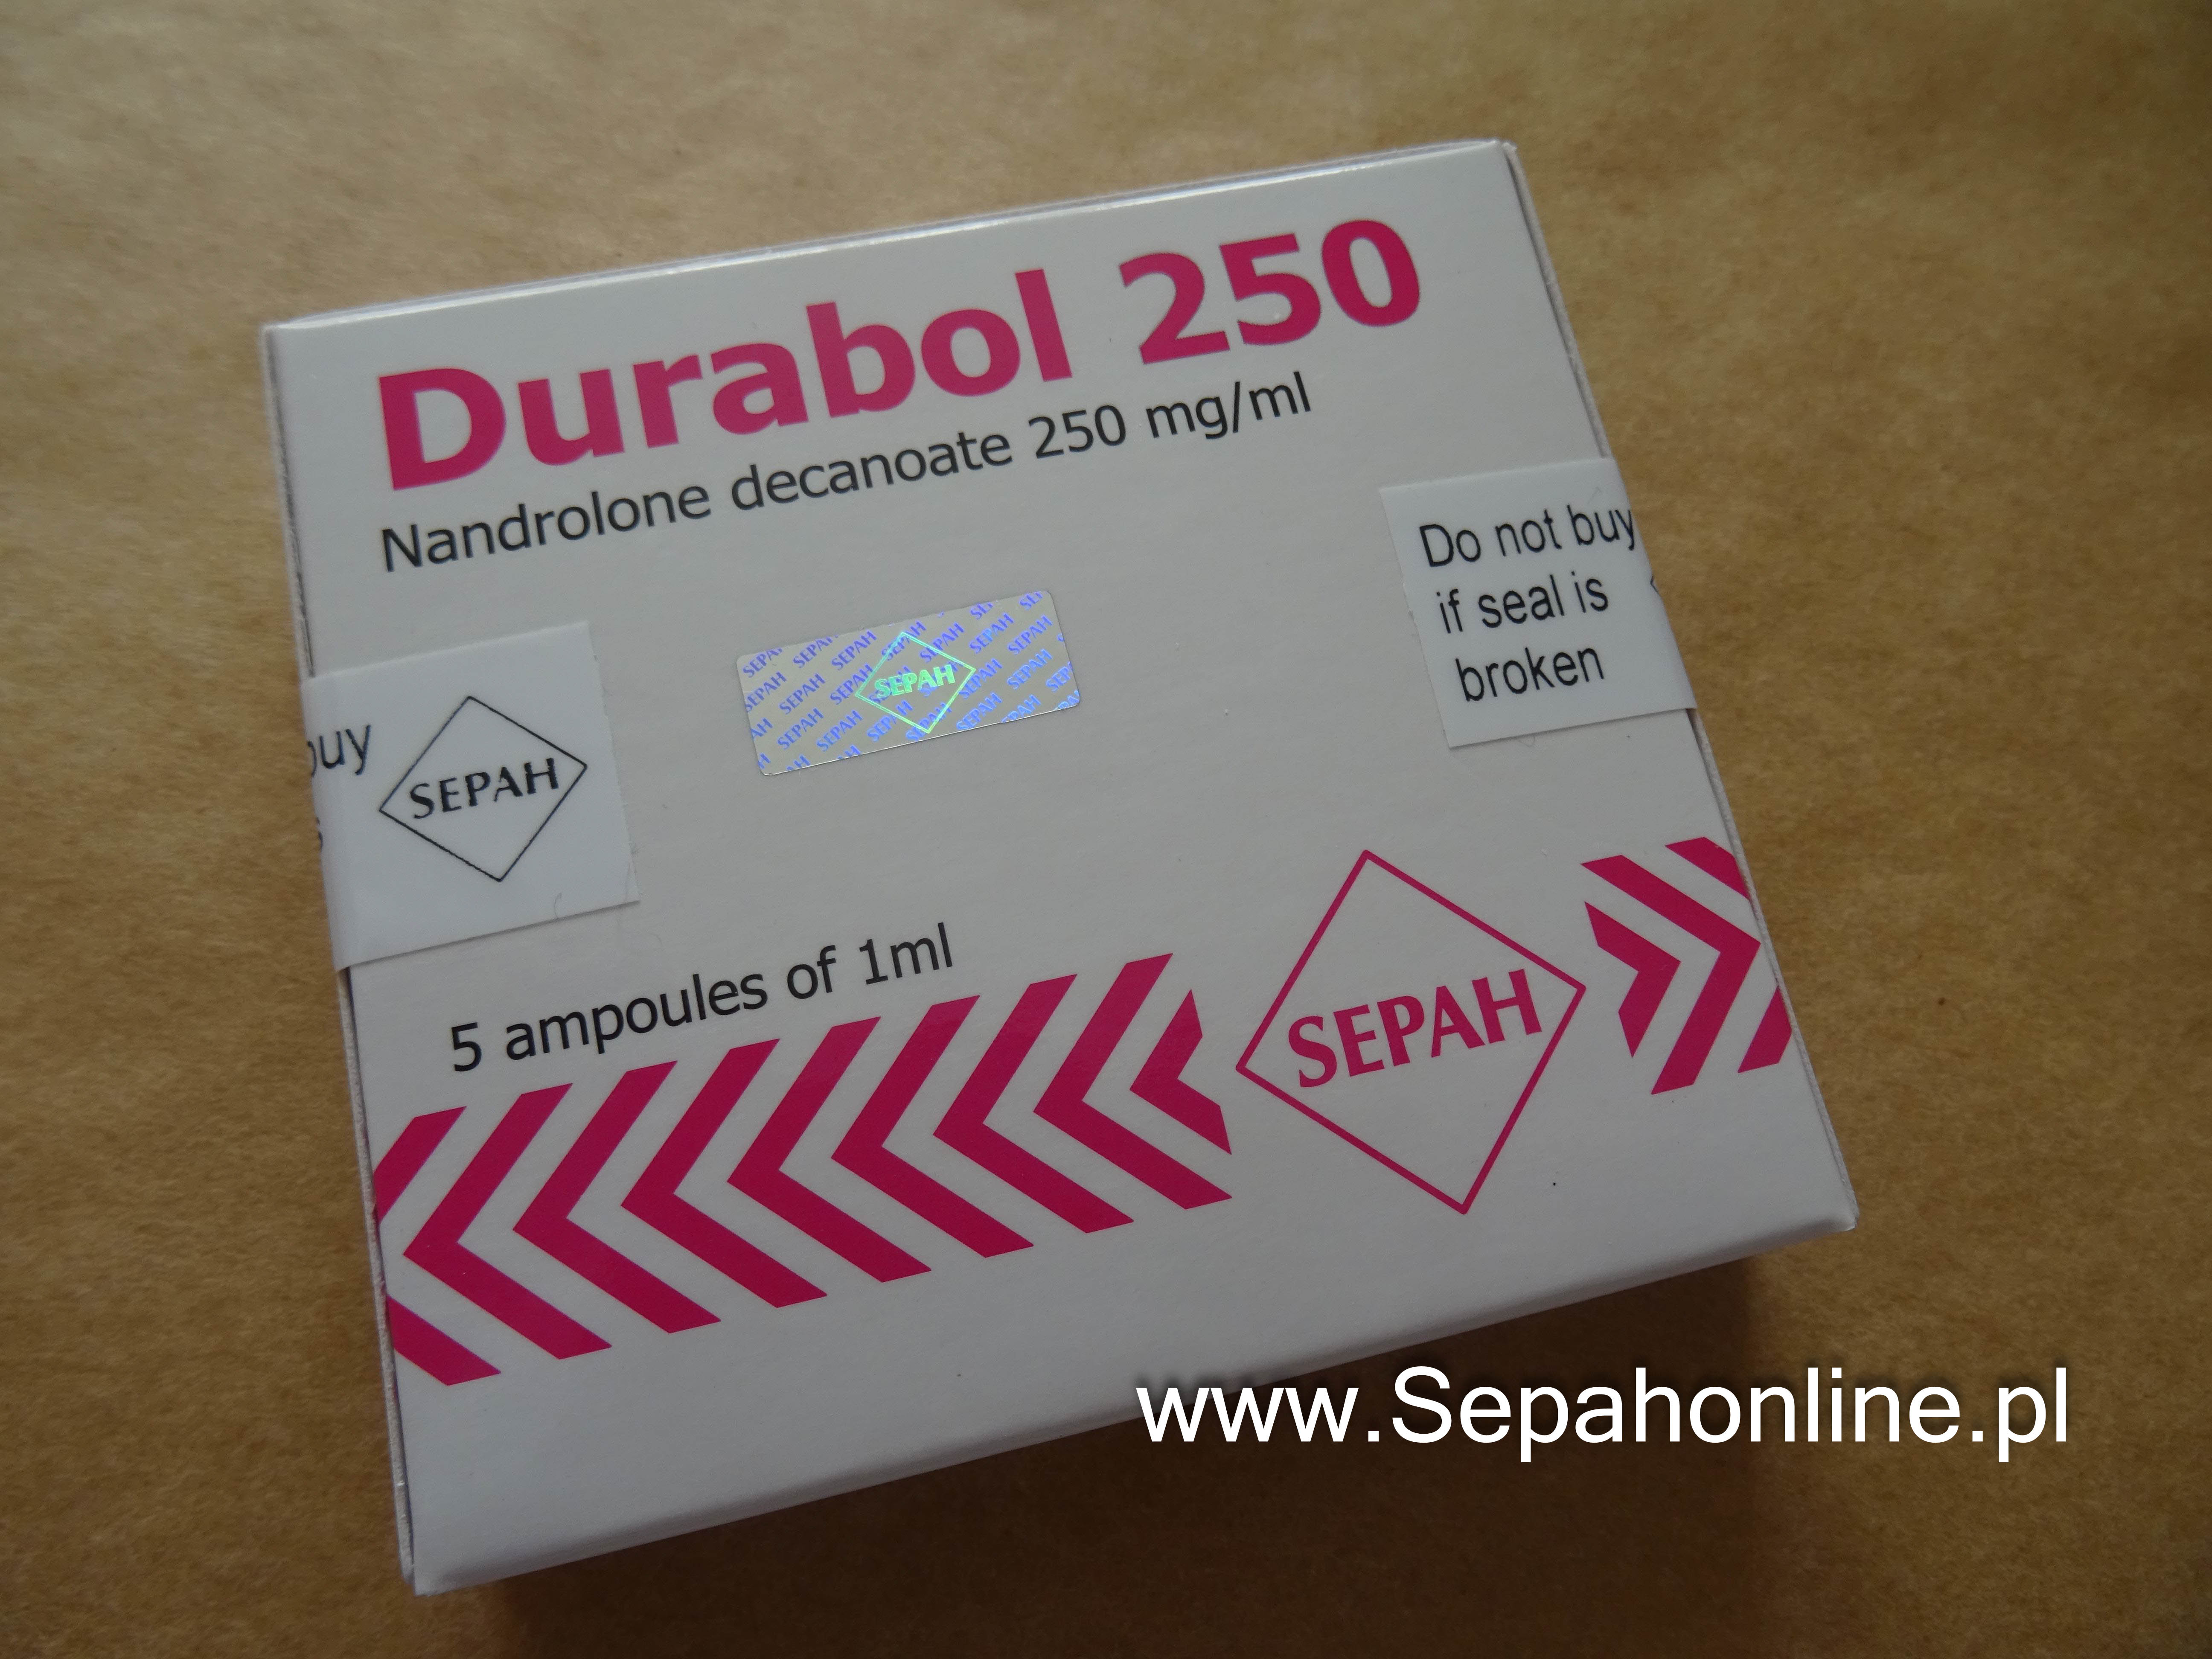 Durabol 250
Nandrolone decanoate 250 mg/ml
Do not buy
if seal is
broken
SEPAH
buy
SEPAH
5 ampoules of 1ml
SEPAH
www.Sepahonline.pl